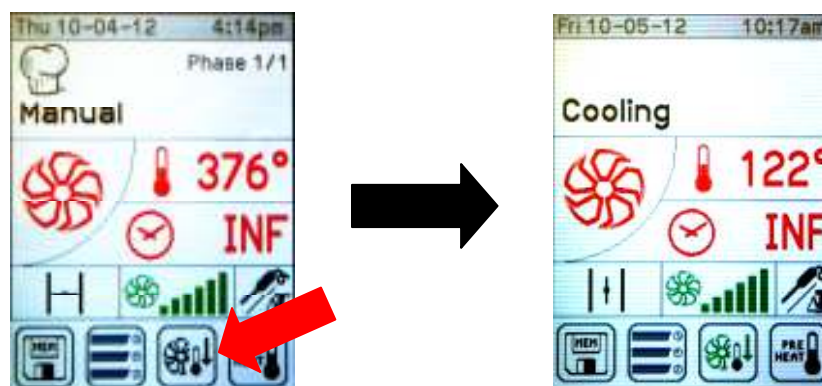 Thu 10-04-12 4:14pm
Phase 1/1
Manual
376°
INF
MEM
Fri 10-05-12 10:17am
Cooling
122°
INF
MEM
PRE
HEAT